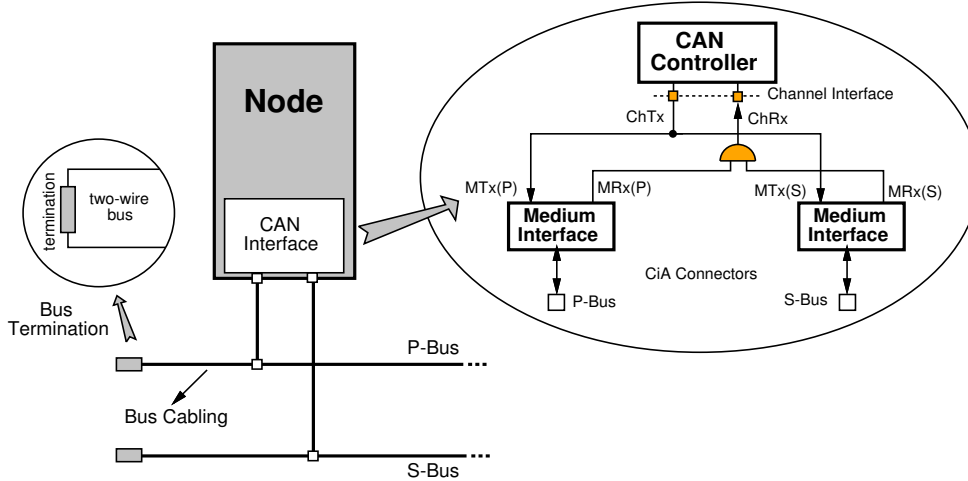 Node
CAN
Interface
termination
two-wire
bus
Bus
Termination
P-Bus
Bus Cabling
S-Bus
CAN
Controller
Channel Interface
ChTx
ChRx
MTx(P)
MRx(P)
MTx(S)
MRx(S)
Medium
Interface
Medium
Interface
CiA Connectors
P-Bus
S-Bus